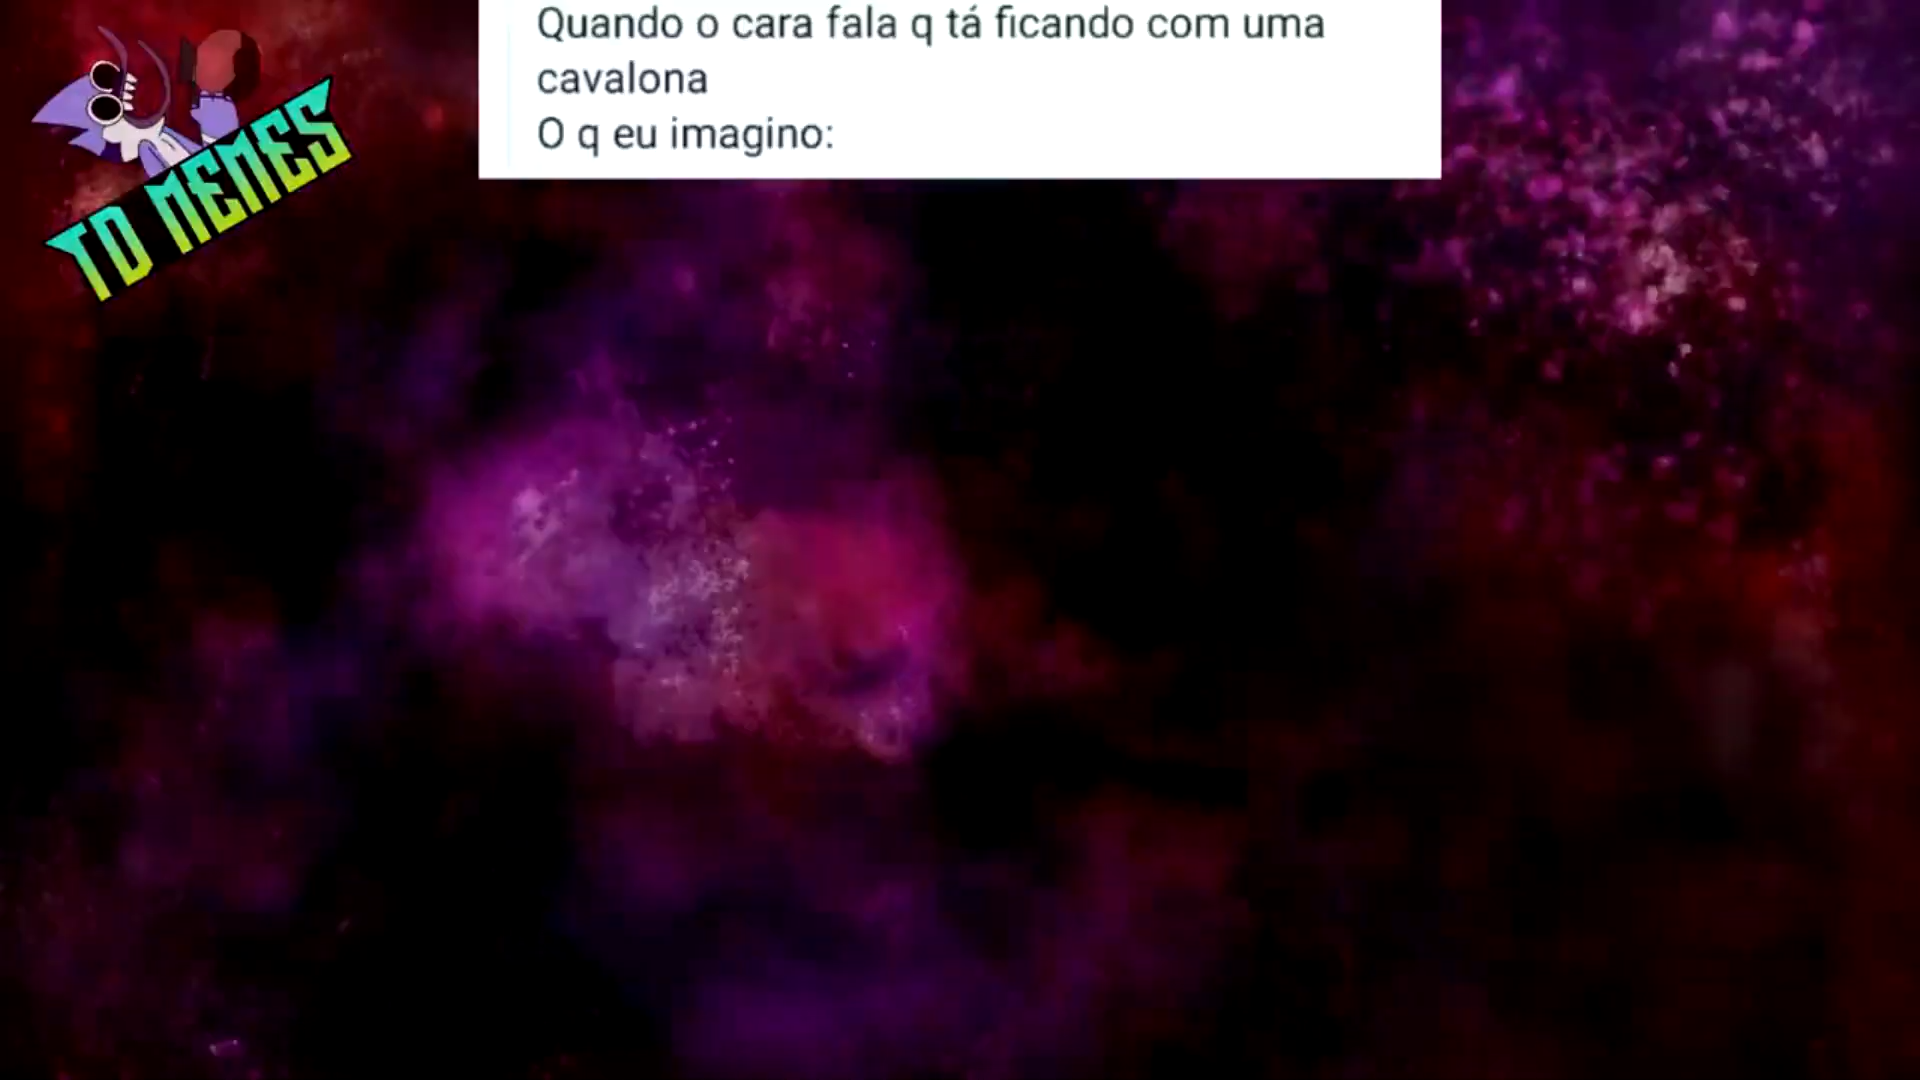 Quando o cara fala q tá ficando com uma
cavalona
O q eu imagino:
TD MEMES